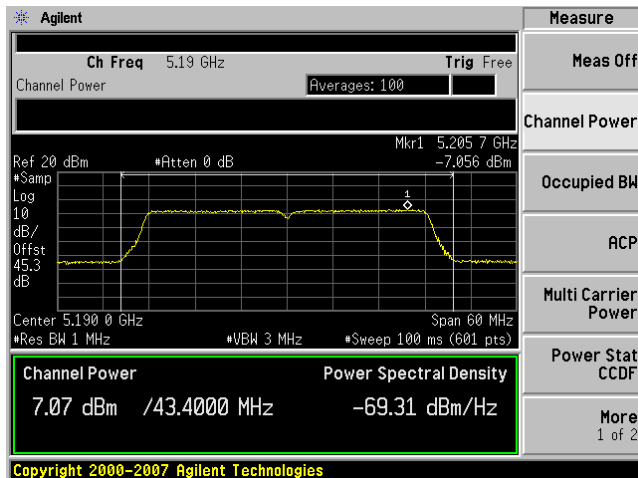 Agilent
Measure
Ch Freq 5.19 GHz Trig Free
Channel Power Averages: 100
Mkr1 5.205 7 GHz
Ref 20 dBm #Atten 0 dB -7.056 dBm
#Samp
Log
10
dB/
Offst
45.3
dB
1
Center 5.190 0 GHz Span 60 MHz
#Res BW 1 MHz #VBW 3 MHz #Sweep 100 ms (601 pts)
Channel Power Power Spectral Density
7.07 dBm /43.4000 MHz -69.31 dBm/Hz
Copyright 2000-2007 Agilent Technologies
Meas Off
Channel Power
Occupied BW
ACP
Multi Carrier
Power
Power Stat
CCDF
More
1 of 2